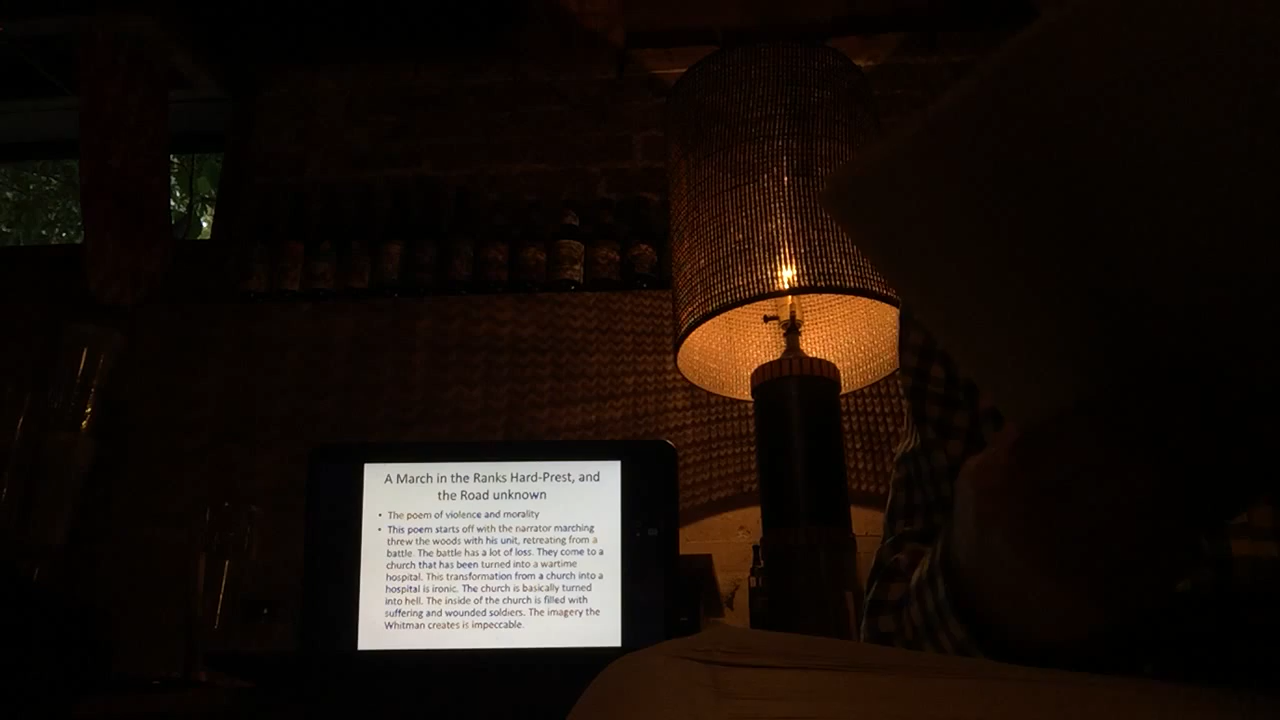 A March in the Ranks Hard-Prest, and
the Road unknown
• The poem of violence and morality
• This poem starts off with the narrator marching
threw the woods with his unit, retreating from a
battle. The battle has a lot of loss. They come to a
church that has been turned into a wartime
hospital. This transformation from a church into a
hospital is ironic. The church is basically turned
into hell. The inside of the church is filled with
suffering and wounded soldiers. The imagery the
Whitman creates is impeccable.